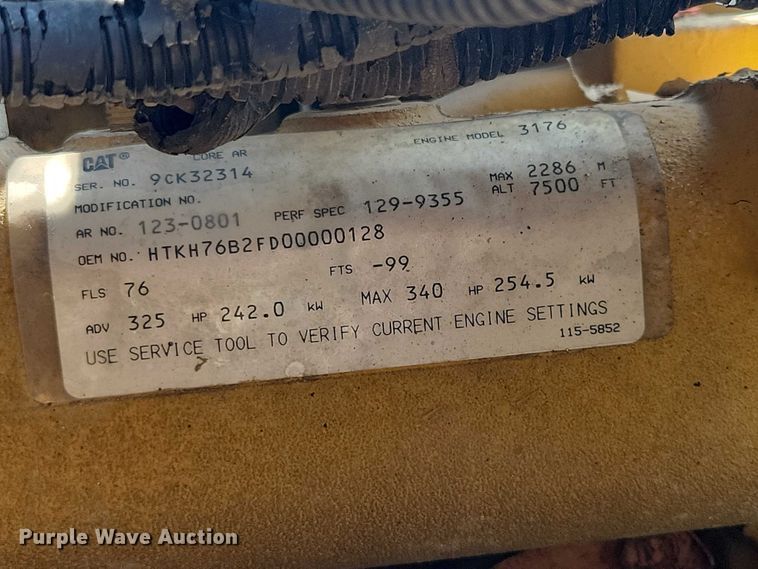 CAT® CORE AR ENGINE MODEL 3176
SER. NO. 9CK32314 MAX 2286 M
MODIFICATION NO. ALT 7500 FT
AR NO. 123-0801 PERF SPEC 129-9355
OEM NO. HTKH76B2FD00000128
FLS 76 FTS -99
ADV 325 HP 242.0 kW MAX 340 HP 254.5 kW
USE SERVICE TOOL TO VERIFY CURRENT ENGINE SETTINGS
115-5852
Purple Wave Auction